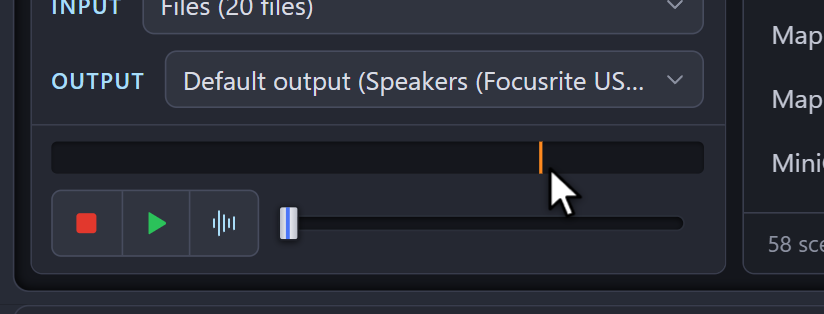 INPUT
Files (20 files)
OUTPUT
Default output (Speakers (Focusrite US...
Map
Map
Mini
58 sce